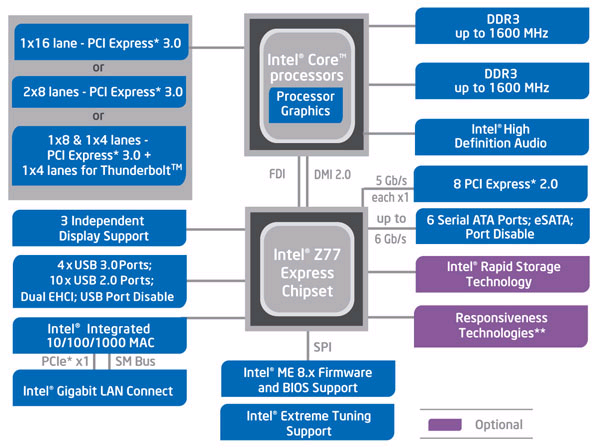 1x16 lane - PCI Express* 3.0
or
2x8 lanes - PCI Express* 3.0
or
1x8 & 1x4 lanes -
PCI Express* 3.0 +
1x4 lanes for Thunderbolt™
Intel® Core™
processors
Processor
Graphics
DDR3
up to 1600 MHz
DDR3
up to 1600 MHz
Intel® High
Definition Audio
FDI
DMI 2.0
5 Gb/s
each x1
8 PCI Express* 2.0
3 Independent
Display Support
Intel® Z77
Express
Chipset
up to
6 Gb/s
6 Serial ATA Ports; eSATA;
Port Disable
4 x USB 3.0 Ports;
10 x USB 2.0 Ports;
Dual EHCI; USB Port Disable
Intel® Rapid Storage
Technology
Intel® Integrated
10/100/1000 MAC
Responsiveness
Technologies**
PCIe* x1
SM Bus
SPI
Intel® Gigabit LAN Connect
Intel® ME 8.x Firmware
and BIOS Support
Intel® Extreme Tuning
Support
Optional